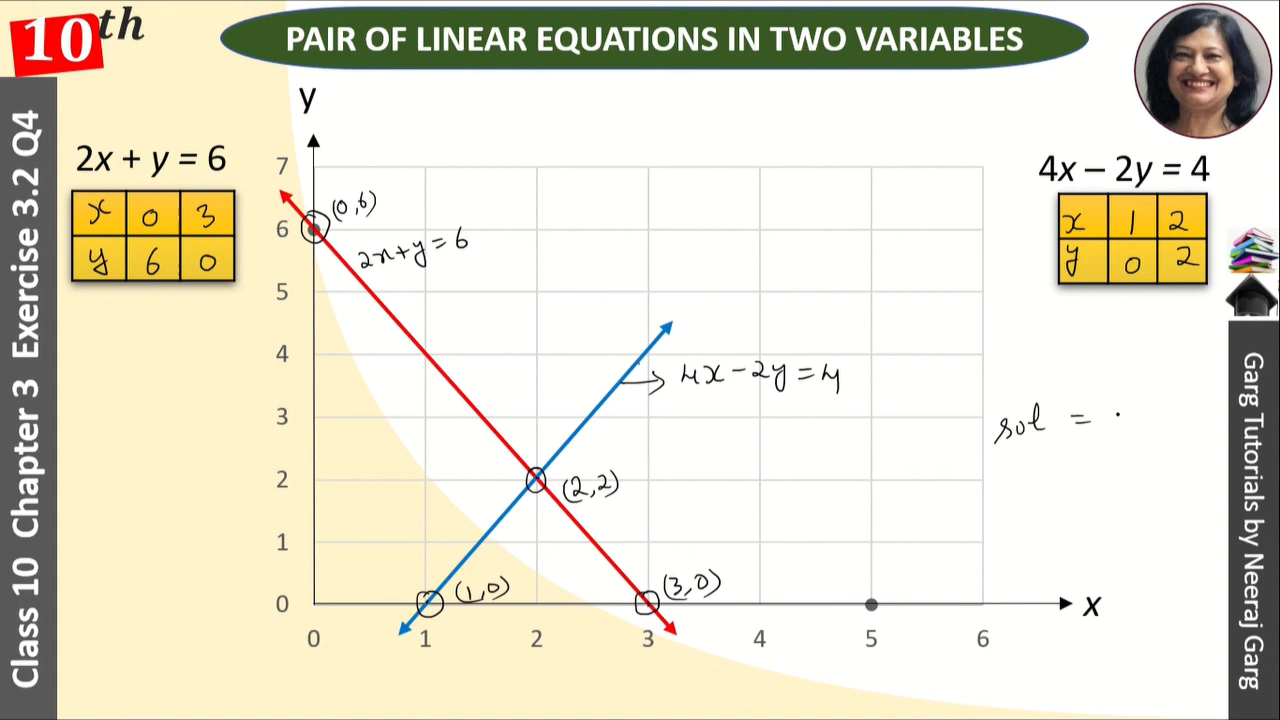 10th
PAIR OF LINEAR EQUATIONS IN TWO VARIABLES
Class 10 Chapter 3 Exercise 3.2 Q4
2x + y = 6
x 0 3
y 6 0
y
7
6
5
4
3
2
1
0
0 1 2 3 4 5 6
x
(0,6)
2x+y=6
4x-2y=4
(2,2)
(1,0)
(3,0)
4x – 2y = 4
x 1 2
y 0 2
sol =
Garg Tutorials by Neeraj Garg